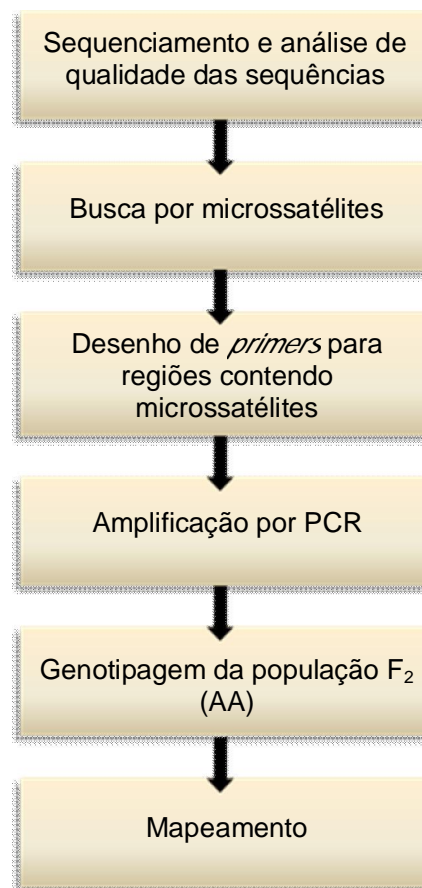 Sequenciamento e análise de
qualidade das sequências
Busca por microssatélites
Desenho de primers para
regiões contendo
microssatélites
Amplificação por PCR
Genotipagem da população F₂
(AA)
Mapeamento